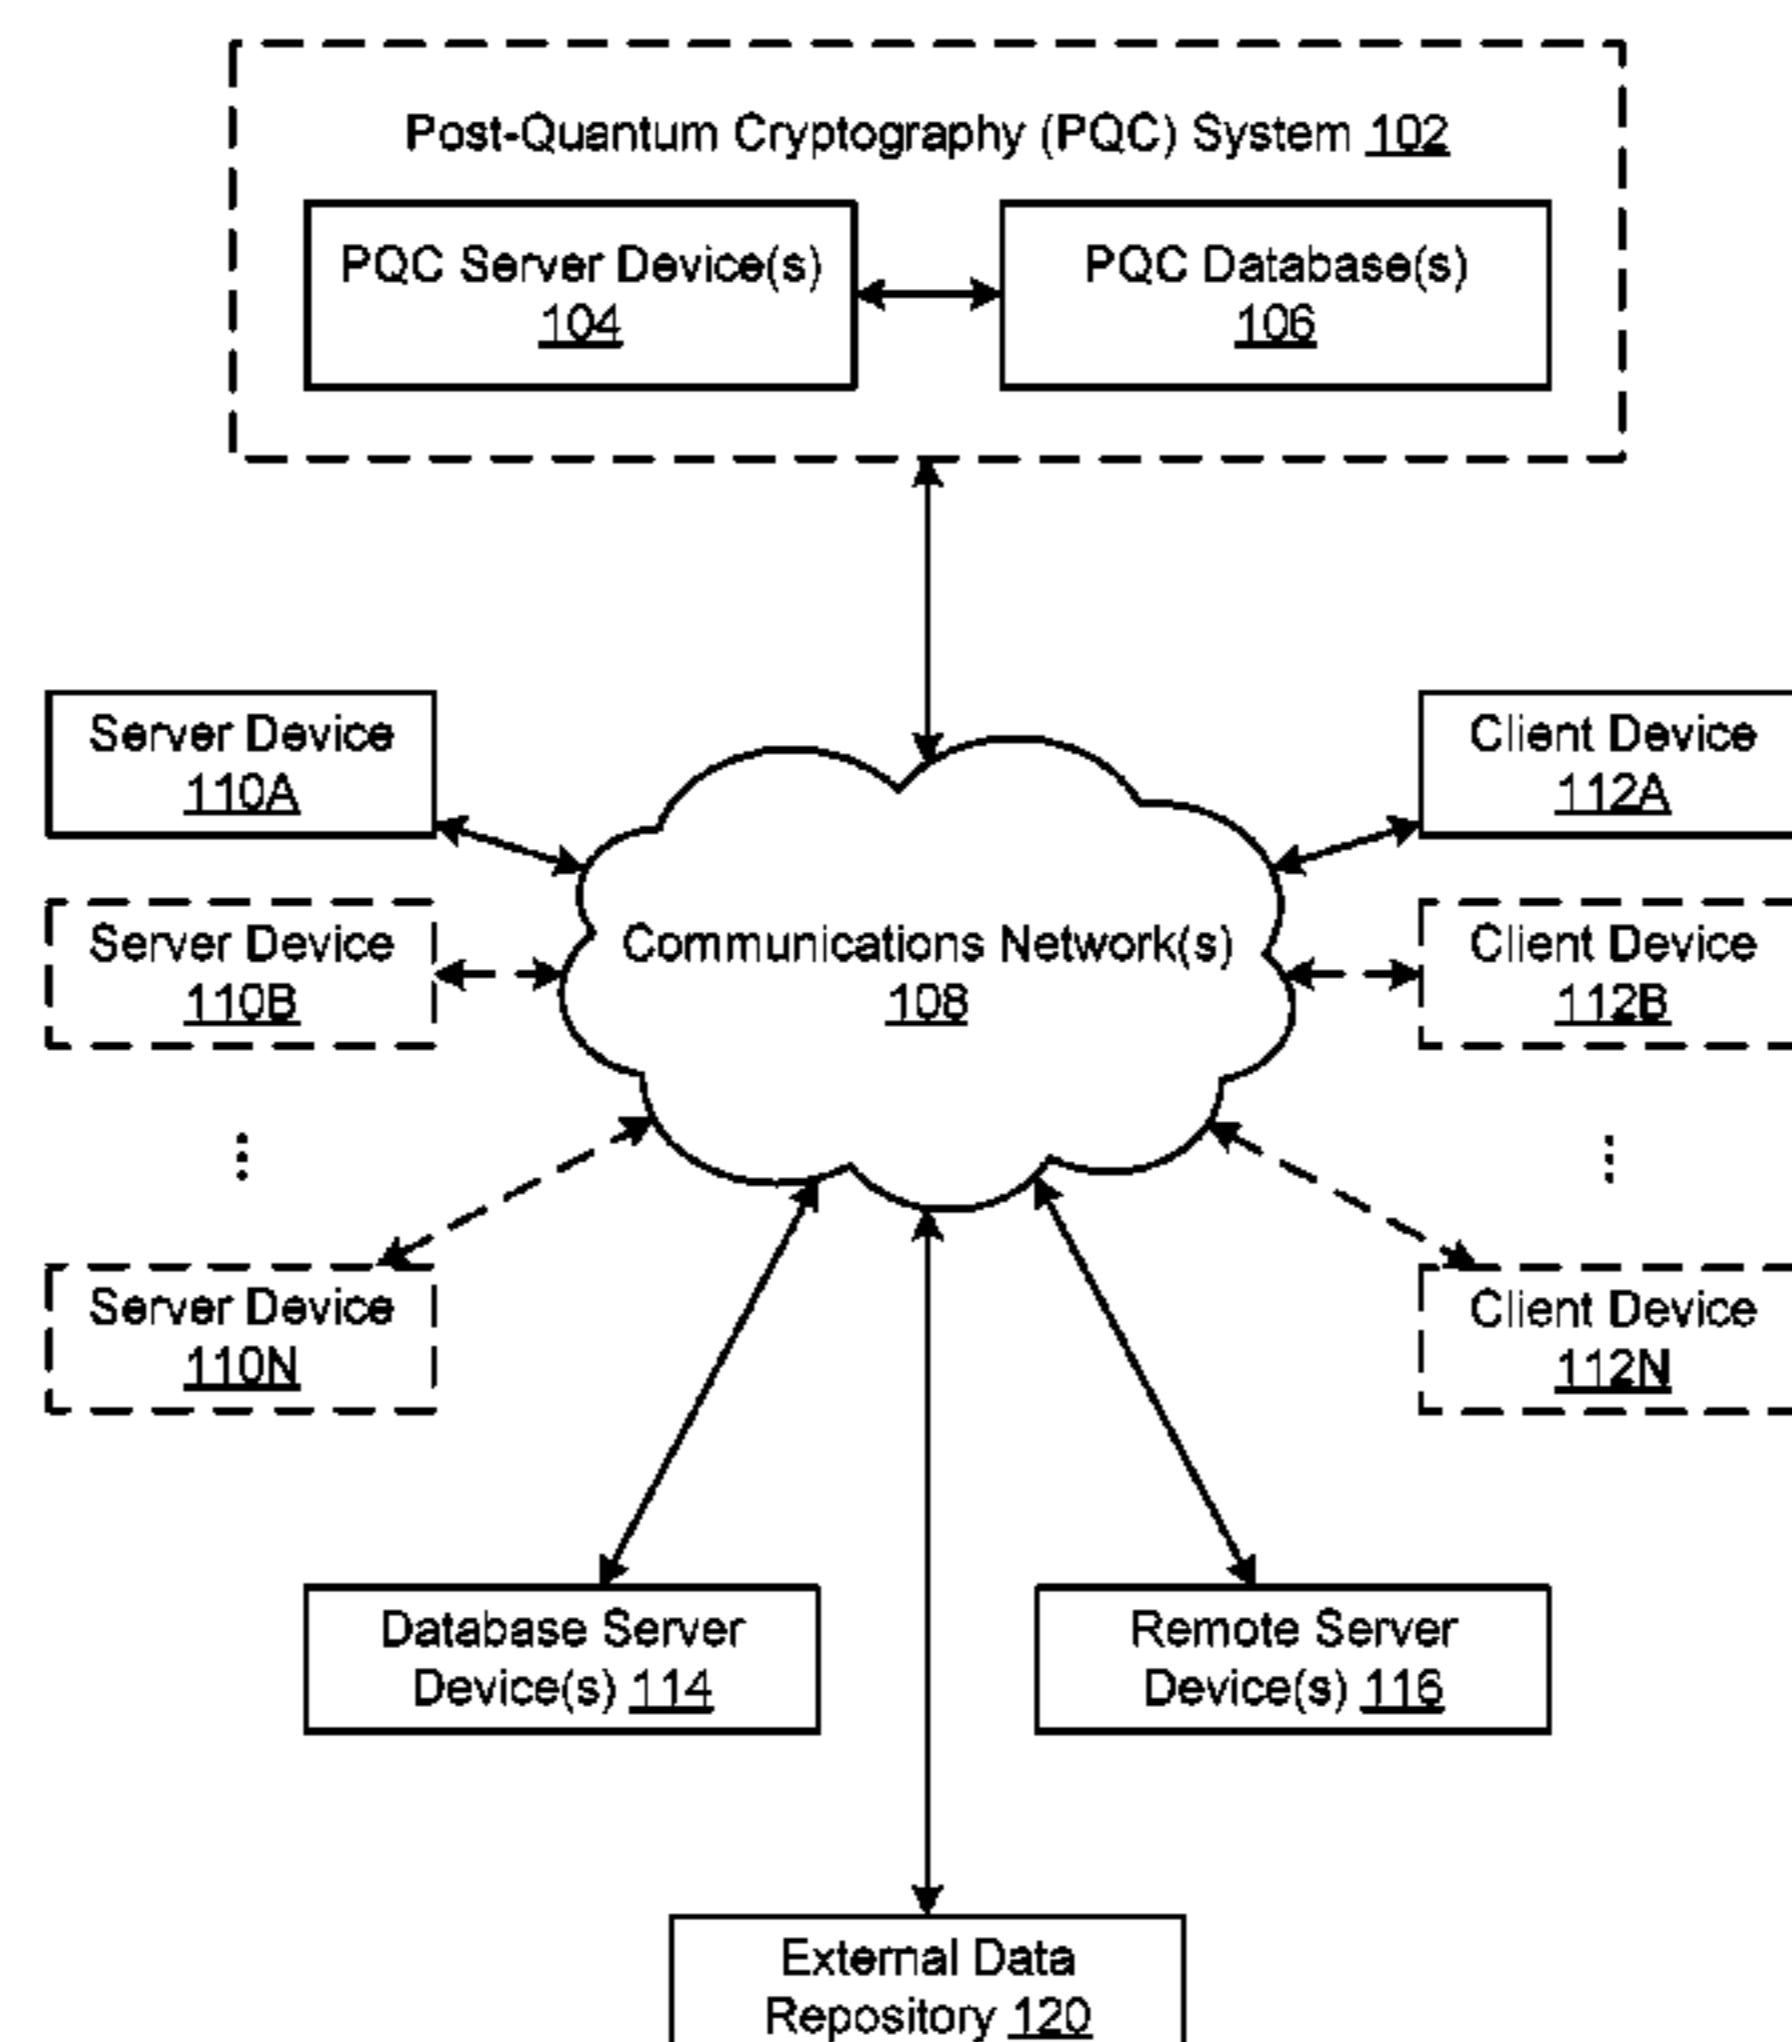 Post-Quantum Cryptography (PQC) System 102
PQC Server Device(s)
104
PQC Database(s)
106
Server Device
110A
Client Device
112A
Server Device
110B
Communications Network(s)
108
Client Device
112B
Server Device
110N
Client Device
112N
Database Server
Device(s) 114
Remote Server
Device(s) 116
External Data
Repository 120